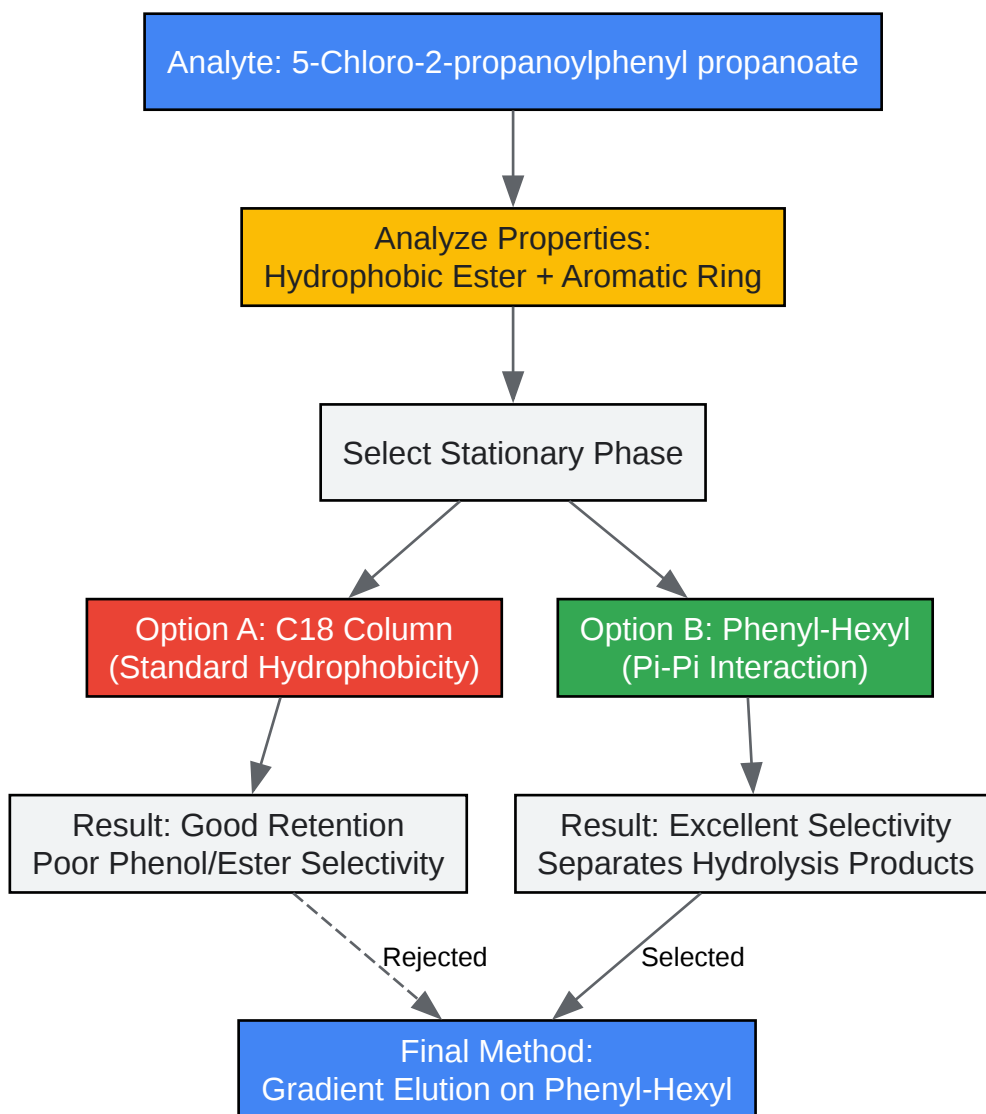 Analyte: 5-Chloro-2-propanoylphenyl propanoate
Analyze Properties:
Hydrophobic Ester + Aromatic Ring
Select Stationary Phase
Option A: C18 Column
(Standard Hydrophobicity)
Option B: Phenyl-Hexyl
(Pi-Pi Interaction)
Result: Good Retention
Poor Phenol/Ester Selectivity
Result: Excellent Selectivity
Separates Hydrolysis Products
Rejected
Selected
Final Method:
Gradient Elution on Phenyl-Hexyl